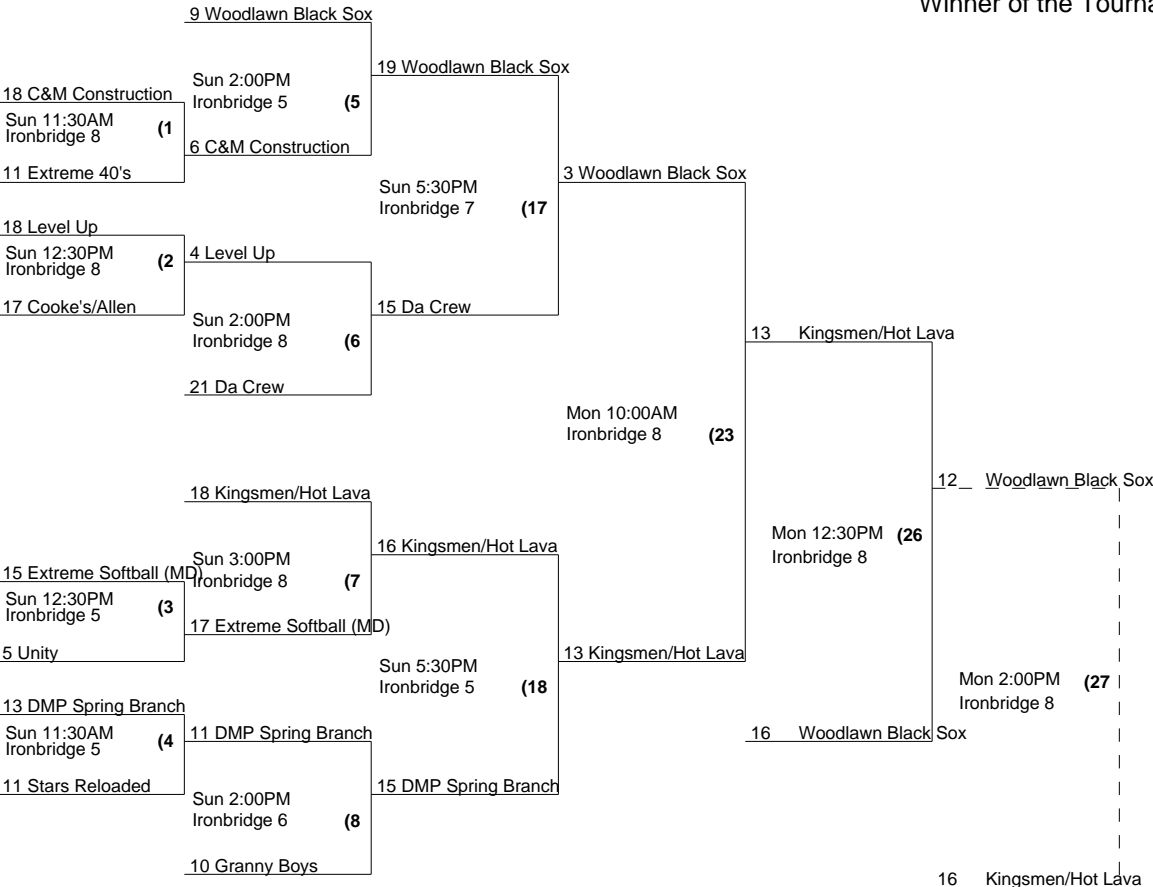 Winner of the Tourna
9 Woodlawn Black Sox
19 Woodlawn Black Sox
Sun 2:00PM
Ironbridge 5 (5
18 C&M Construction
Sun 11:30AM
Ironbridge 8 (1
6 C&M Construction
11 Extreme 40's
3 Woodlawn Black Sox
Sun 5:30PM
Ironbridge 7 (17
18 Level Up
Sun 12:30PM
Ironbridge 8 (2
4 Level Up
17 Cooke's/Allen
15 Da Crew
Sun 2:00PM
Ironbridge 8 (6
13 Kingsmen/Hot Lava
21 Da Crew
Mon 10:00AM
Ironbridge 8 (23
18 Kingsmen/Hot Lava
12 Woodlawn Black Sox
Mon 12:30PM (26
Ironbridge 8
16 Kingsmen/Hot Lava
Sun 3:00PM
Ironbridge 8 (7
15 Extreme Softball (MD)
Sun 12:30PM
Ironbridge 5 (3
17 Extreme Softball (MD)
5 Unity
13 Kingsmen/Hot Lava
Sun 5:30PM
Ironbridge 5 (18
Mon 2:00PM (27
Ironbridge 8
13 DMP Spring Branch
Sun 11:30AM
Ironbridge 5 (4
11 DMP Spring Branch
16 Woodlawn Black Sox
11 Stars Reloaded
15 DMP Spring Branch
Sun 2:00PM
Ironbridge 6 (8
10 Granny Boys
16 Kingsmen/Hot Lava